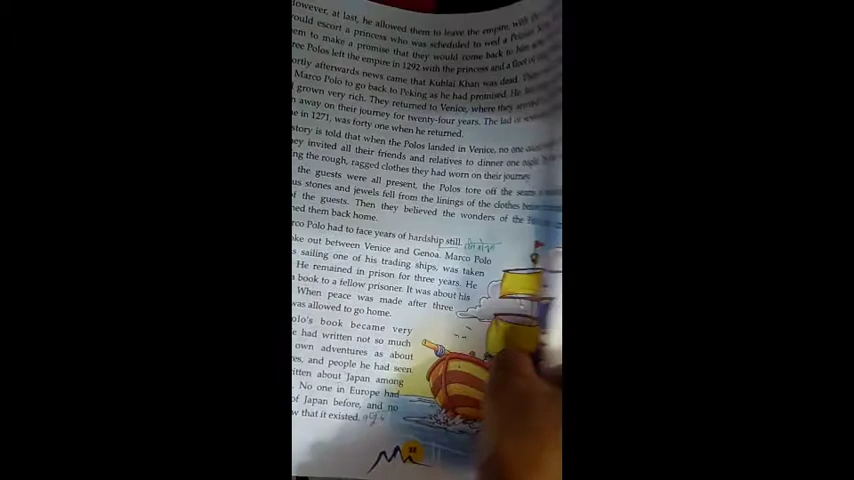 owever, at last, he allowed them to leave the empire, with
ould escort a princess who was scheduled to wed a Persian
em to make a promise that they would come back to him
ree Polos left the empire in 1292 with the princess and a fleet of
ortly afterwards news came that Kublai Khan was dead.
Marco Polo to go back to Peking as he had promised. He
grown very rich. They returned to Venice, where they arrived
away on their journey for twenty-four years. The lad of
e in 1271, was forty one when he returned.
story is told that when the Polos landed in Venice, no one
ey invited all their friends and relatives to dinner one night
ng the rough, ragged clothes they had worn on their journey.
the guests were all present, the Polos tore off the seams
us stones and jewels fell from the linings of the clothes
f the guests. Then they believed the wonders of the
ned them back home.
rco Polo had to face years of hardship still.
oke out between Venice and Genoa. Marco Polo
s sailing one of his trading ships, was taken
He remained in prison for three years. He
a book to a fellow prisoner. It was about his
When peace was made after three
was allowed to go home.
olo's book became very
e had written not so much
own adventures as about
es, and people he had seen.
itten about Japan among
. No one in Europe had
of Japan before, and no
w that it existed.